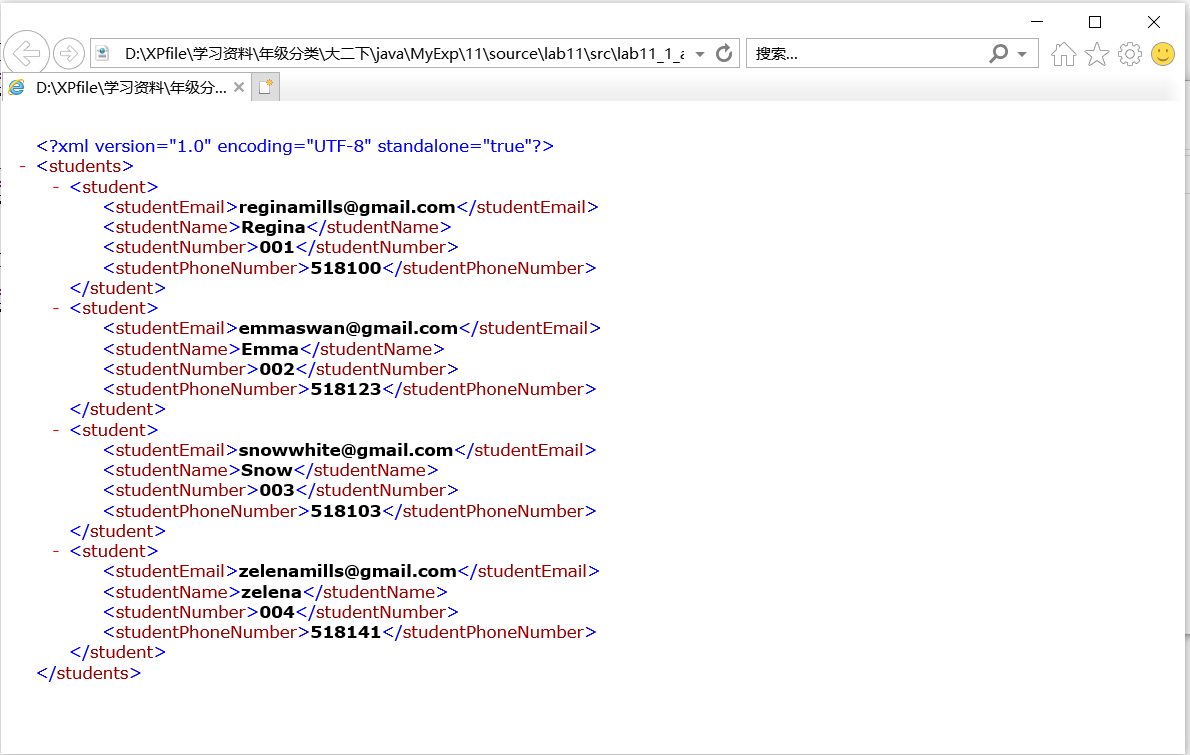 D:\XPfile\学习资料\年级分类\大二下\java\MyExp\11\source\lab11\src\lab11_1_a
搜索...
D:\XPfile\学习资料\年级分...
<?xml version="1.0" encoding="UTF-8" standalone="true"?>
- <students>
- <student>
<studentEmail>reginamills@gmail.com</studentEmail>
<studentName>Regina</studentName>
<studentNumber>001</studentNumber>
<studentPhoneNumber>518100</studentPhoneNumber>
</student>
- <student>
<studentEmail>emmaswan@gmail.com</studentEmail>
<studentName>Emma</studentName>
<studentNumber>002</studentNumber>
<studentPhoneNumber>518123</studentPhoneNumber>
</student>
- <student>
<studentEmail>snowwhite@gmail.com</studentEmail>
<studentName>Snow</studentName>
<studentNumber>003</studentNumber>
<studentPhoneNumber>518103</studentPhoneNumber>
</student>
- <student>
<studentEmail>zelenamills@gmail.com</studentEmail>
<studentName>zelena</studentName>
<studentNumber>004</studentNumber>
<studentPhoneNumber>518141</studentPhoneNumber>
</student>
</students>